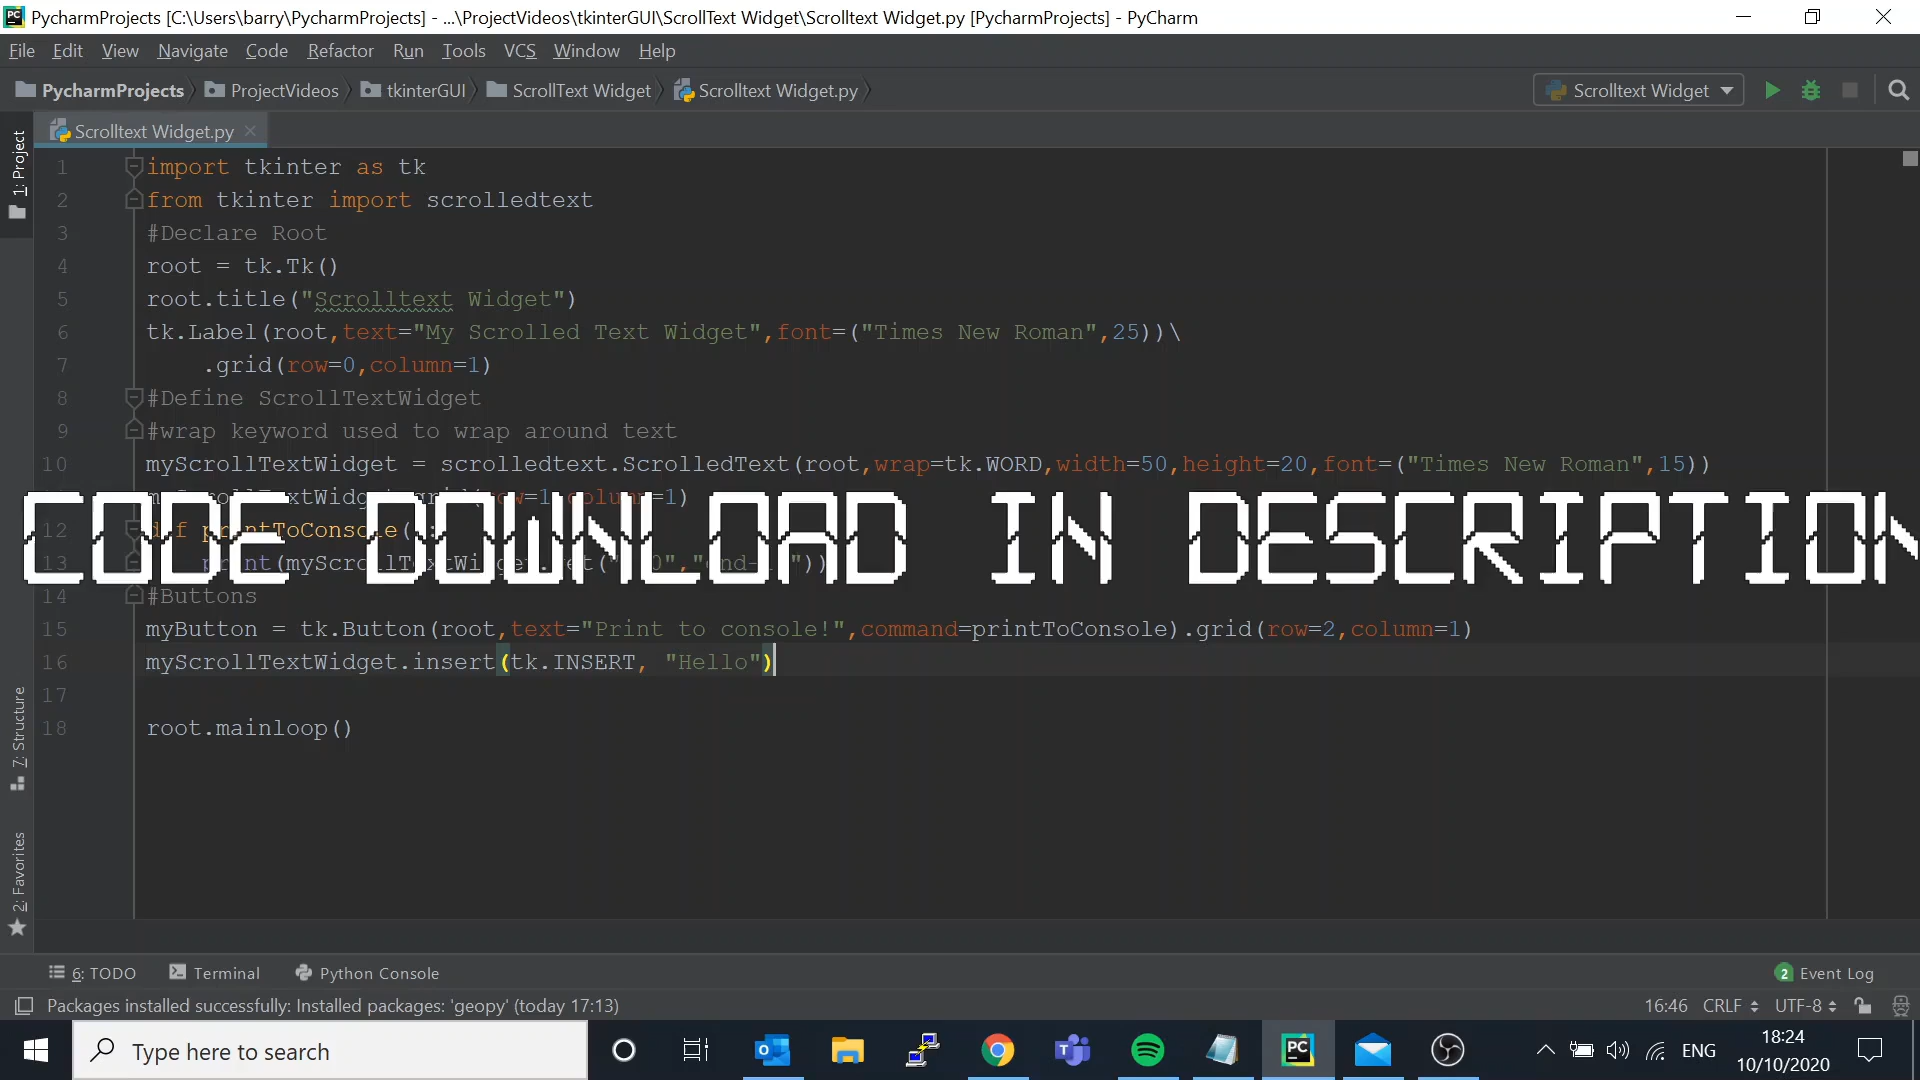 PycharmProjects [C:\Users\barry\PycharmProjects] - ...\ProjectVideos\tkinterGUI\ScrollText Widget\Scrolltext Widget.py [PycharmProjects] - PyCharm
File Edit View Navigate Code Refactor Run Tools VCS Window Help
PycharmProjects ProjectVideos tkinterGUI ScrollText Widget Scrolltext Widget.py Scrolltext Widget
Scrolltext Widget.py
1: Project
1 import tkinter as tk
2 from tkinter import scrolledtext
3 #Declare Root
4 root = tk.Tk()
5 root.title("Scrolltext Widget")
6 tk.Label(root,text="My Scrolled Text Widget",font=("Times New Roman",25))\
7 .grid(row=0,column=1)
8 #Define ScrollTextWidget
9 #wrap keyword used to wrap around text
10 myScrollTextWidget = scrolledtext.ScrolledText(root,wrap=tk.WORD,width=50,height=20,font=("Times New Roman",15))
CODE DOWNLOAD IN DESCRIPTION
12 def printToConsole(
13 print(
14 #Buttons
15 myButton = tk.Button(root,text="Print to console!",command=printToConsole).grid(row=2,column=1)
16 myScrollTextWidget.insert(tk.INSERT, "Hello")
17
18 root.mainloop()
7: Structure
2: Favorites
6: TODO Terminal Python Console 2 Event Log
Packages installed successfully: Installed packages: 'geopy' (today 17:13) 16:46 CRLF UTF-8
Type here to search ENG 18:24
10/10/2020